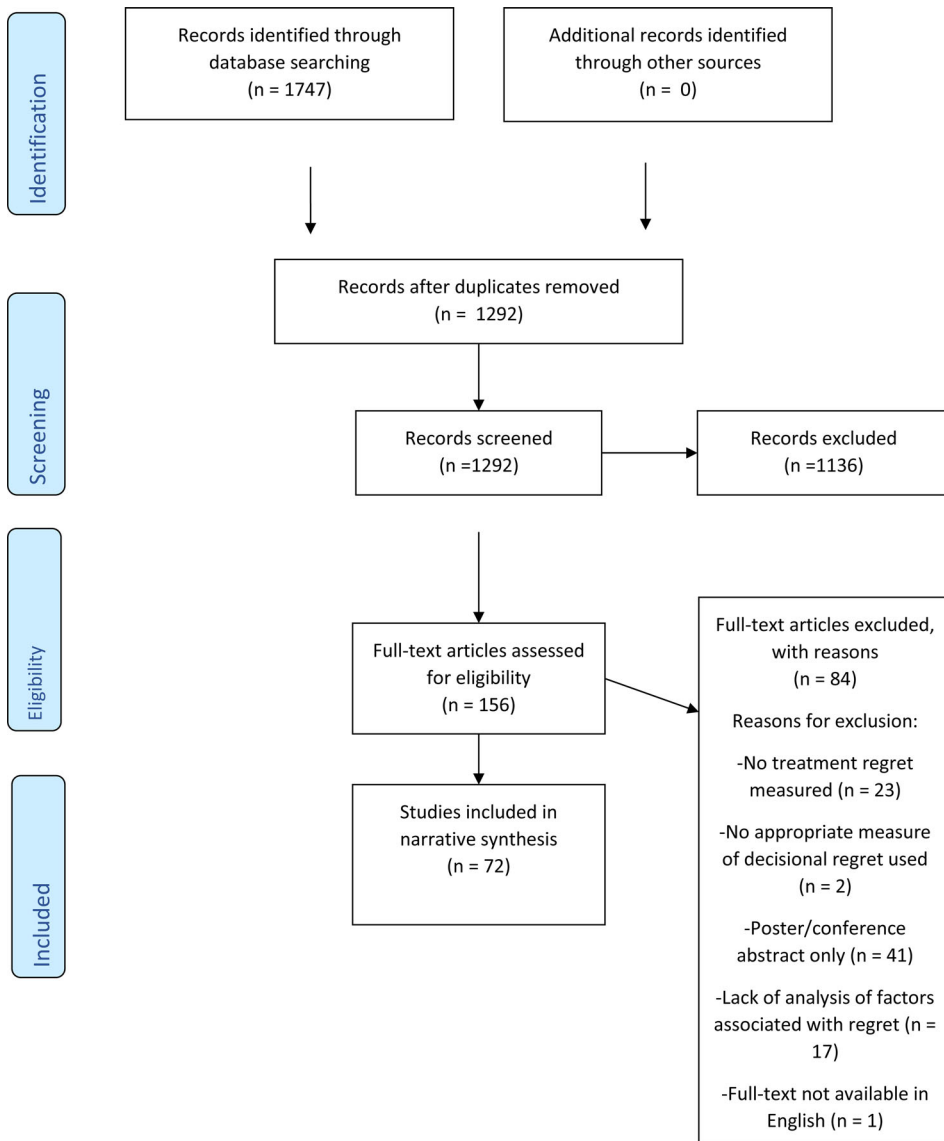 Identification
Records identified through
database searching
(n = 1747)
Additional records identified
through other sources
(n = 0)
Records after duplicates removed
(n = 1292)
Screening
Records screened
(n =1292)
Records excluded
(n =1136)
Eligibility
Full-text articles assessed
for eligibility
(n = 156)
Full-text articles excluded,
with reasons
(n = 84)
Reasons for exclusion:
-No treatment regret
measured (n = 23)
-No appropriate measure
of decisional regret used
(n = 2)
-Poster/conference
abstract only (n = 41)
-Lack of analysis of factors
associated with regret (n =
17)
-Full-text not available in
English (n = 1)
Included
Studies included in
narrative synthesis
(n = 72)